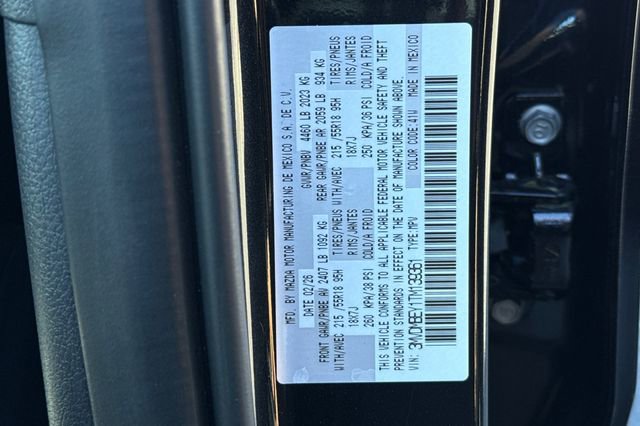 MFD. BY MAZDA MOTOR MANUFACTURING DE MEXICO S.A. DE C.V.
DATE: 02/26 GVWR/PNBV 4460 LB 2023 KG
FRONT GAWR/PNBE AV 2407 LB 1092 KG REAR GAWR/PNBE AR 2059 LB 934 KG
WITH/AVEC 215/55R18 95H TIRES/PNEUS WITH/AVEC 215/55R18 95H TIRES/PNEUS
18X7J RIMS/JANTES 18X7J RIMS/JANTES
260 KPA/38 PSI COLD/A FROID 250 KPA/36 PSI COLD/A FROID
THIS VEHICLE CONFORMS TO ALL APPLICABLE FEDERAL MOTOR VEHICLE SAFETY AND THEFT
PREVENTION STANDARDS IN EFFECT ON THE DATE OF MANUFACTURE SHOWN ABOVE.
COLOR CODE:41W MADE IN MEXICO
VIN: 3MVDMBEY1TM139361 TYPE:MPV